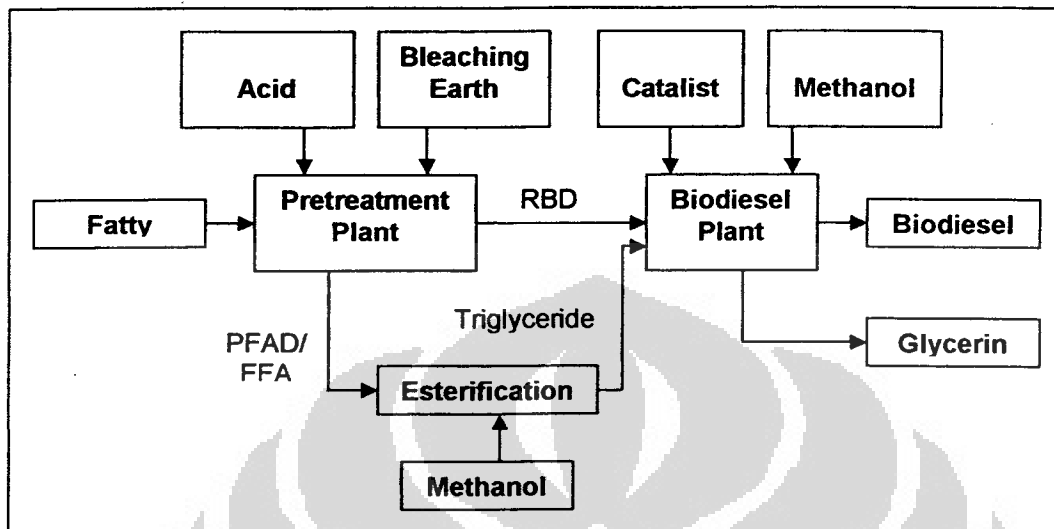 Acid
Bleaching
Earth
Catalist
Methanol
Fatty
Pretreatment
Plant
RBD
Biodiesel
Plant
Biodiesel
PFAD/
FFA
Triglyceride
Glycerin
Esterification
Methanol